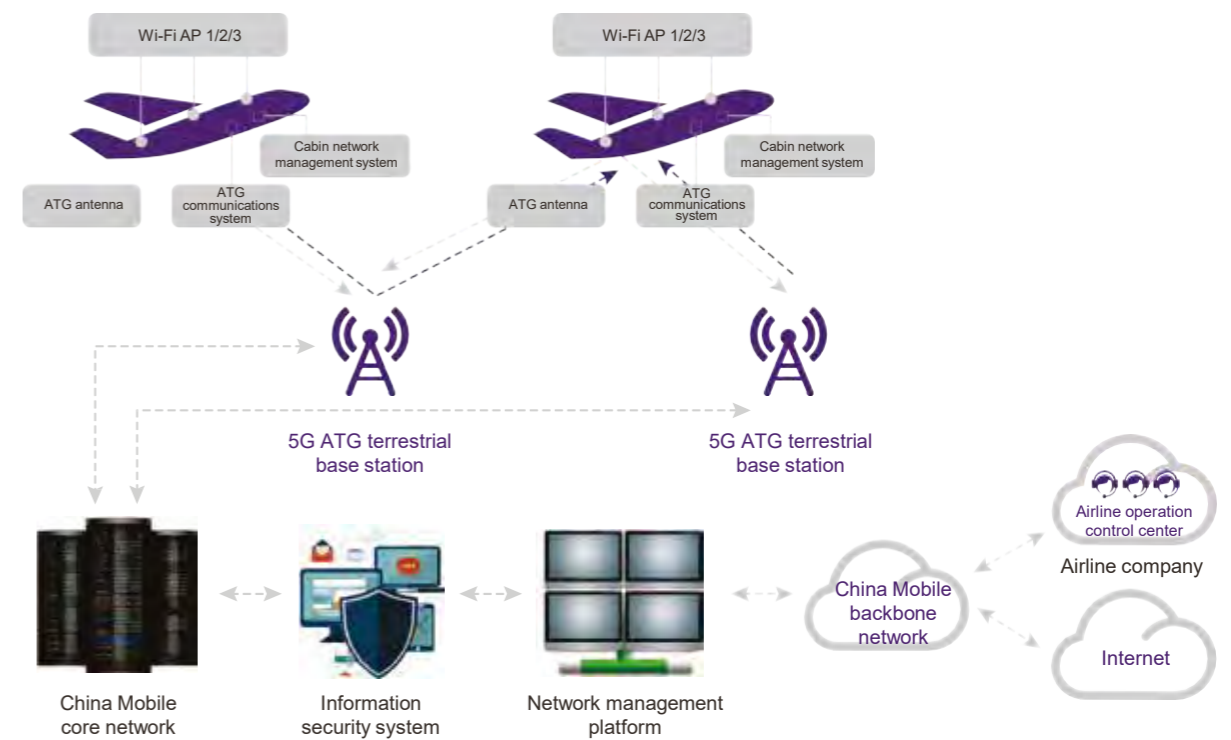 Wi-Fi AP 1/2/3
Wi-Fi AP 1/2/3
Cabin network
management system
Cabin network
management system
ATG antenna
ATG
communications
system
ATG antenna
ATG
communications
system
5G ATG terrestrial
base station
5G ATG terrestrial
base station
Airline operation
control center
Airline company
China Mobile
backbone
network
Internet
China Mobile
core network
Information
security system
Network management
platform